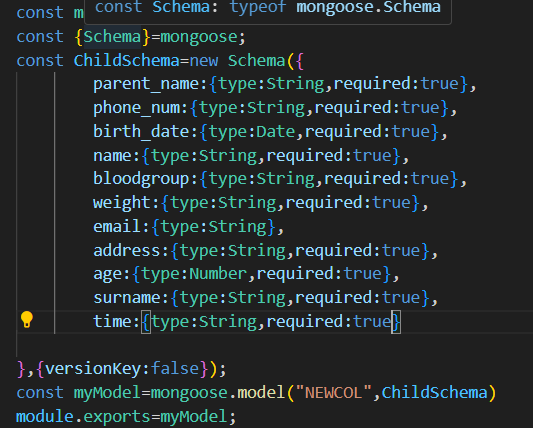 const Schema: typeof mongoose.Schema
const m
const {Schema}=mongoose;
const ChildSchema=new Schema({
parent_name:{type:String,required:true},
phone_num:{type:String,required:true},
birth_date:{type:Date,required:true},
name:{type:String,required:true},
bloodgroup:{type:String,required:true},
weight:{type:String,required:true},
email:{type:String},
address:{type:String,required:true},
age:{type:Number,required:true},
surname:{type:String,required:true},
time:{type:String,required:true}
},{versionKey:false});
const myModel=mongoose.model("NEWCOL",ChildSchema)
module.exports=myModel;